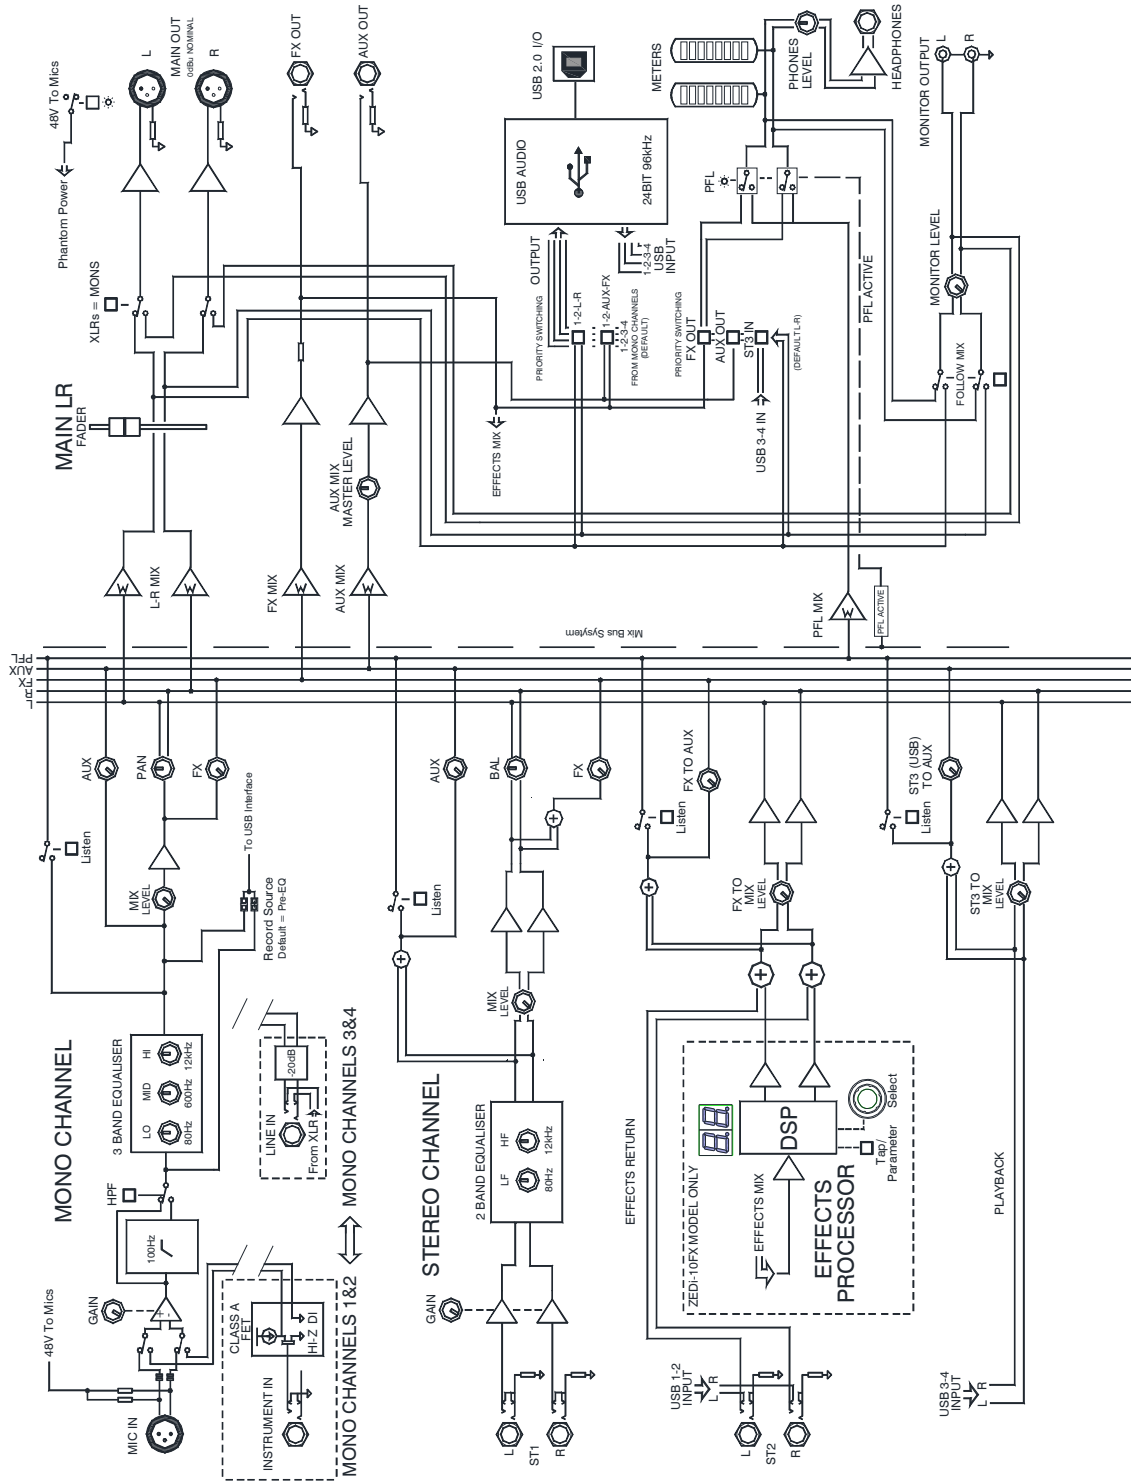 48V To Mics
MIC IN
GAIN
100Hz
HPF
MONO CHANNEL
3 BAND EQUALISER
LO
MID
HI
80Hz
600Hz
12kHz
MIX
LEVEL
Listen
AUX
PAN
FX
To USB Interface
Record Source
Default = Pre-EQ
INSTRUMENT IN
CLASS A
FET
HI-Z DI
MONO CHANNELS 1&2
LINE IN
From XLR
-20dB
MONO CHANNELS 3&4
STEREO CHANNEL
L
ST1
R
GAIN
2 BAND EQUALISER
LF
HF
80Hz
12kHz
MIX
LEVEL
Listen
AUX
BAL
FX
USB 1-2
INPUT
L
R
L
ST2
R
EFFECTS RETURN
ZEDi-10FX MODEL ONLY
EFFECTS MIX
EFFECTS
PROCESSOR
DSP
Tap/
Parameter
Select
FX TO
MIX
LEVEL
Listen
FX TO AUX
USB 3-4
INPUT
L
R
PLAYBACK
ST3 TO
MIX
LEVEL
Listen
ST3 (USB)
TO AUX
L
R
FX
AUX
PFL
Mix Bus Sysytem
L-R MIX
FX MIX
AUX MIX
PFL MIX
PFL ACTIVE
MAIN LR
FADER
AUX MIX
MASTER LEVEL
EFFECTS MIX
XLRs = MONS
Phantom Power
48V To Mics
L
MAIN OUT
0dBu NOMINAL
R
FX OUT
AUX OUT
USB 2.0 I/O
USB AUDIO
24BIT 96kHz
OUTPUT
1-2-3-4
USB
INPUT
PRIORITY SWITCHING
1-2-L-R
1-2-AUX-FX
1-2-3-4
FROM MONO CHANNELS
(DEFAULT)
PRIORITY SWITCHING
FX OUT
AUX OUT
ST3 IN
(DEFAULT L-R)
USB 3-4 IN
METERS
PFL
PFL ACTIVE
PHONES
LEVEL
HEADPHONES
MONITOR OUTPUT
L
R
MONITOR LEVEL
FOLLOW MIX